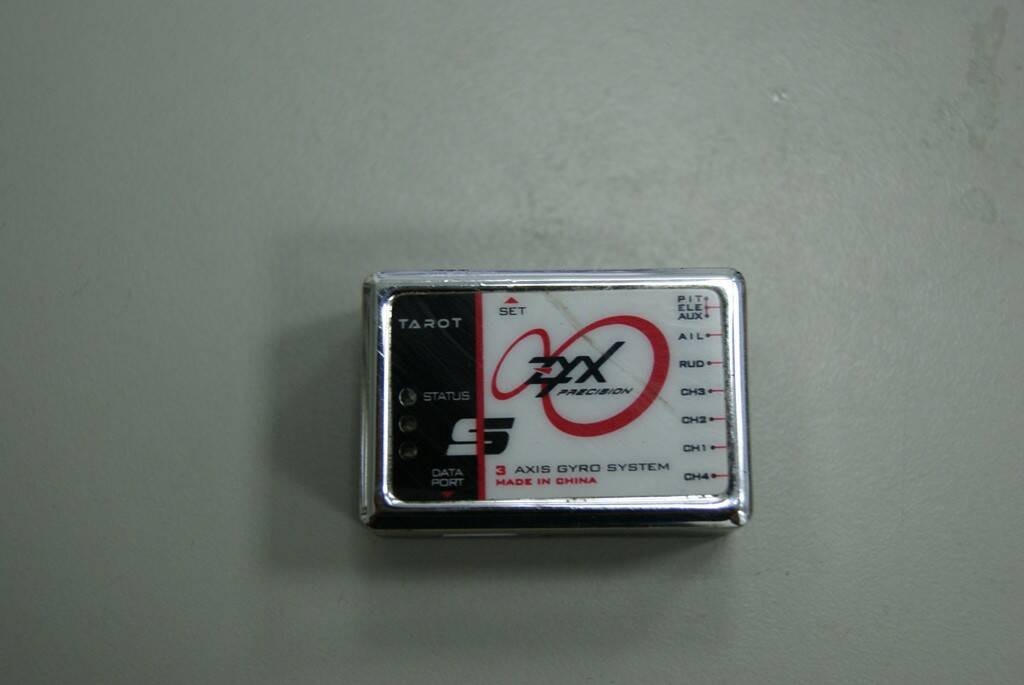 TAROT
STATUS
S
DATA
PORT
SET
ZYX
PRECISION
3 AXIS GYRO SYSTEM
MADE IN CHINA
PIT
ELE
AUX
AIL
RUD
CH3
CH2
CH1
CH4